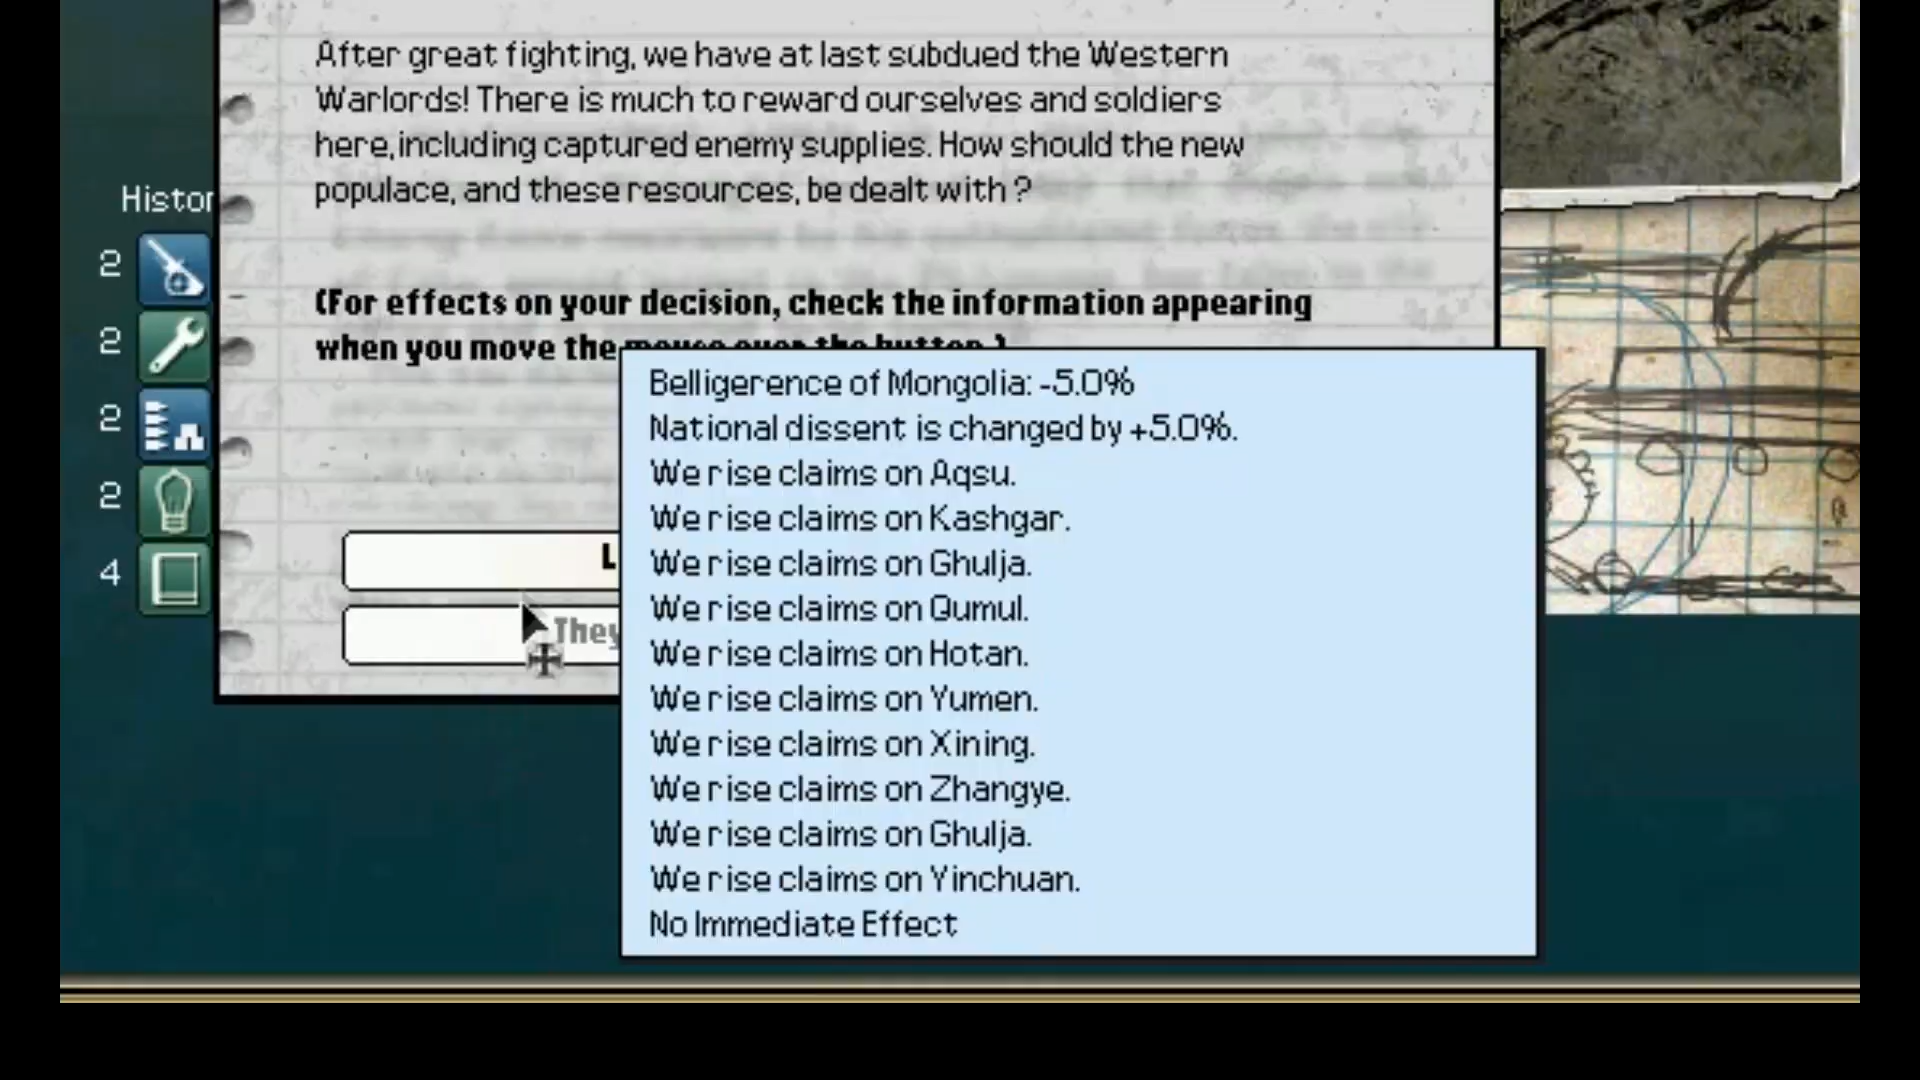 After great fighting, we have at last subdued the Western
Warlords! There is much to reward ourselves and soldiers
here, including captured enemy supplies. How should the new
populace, and these resources, be dealt with ?
(For effects on your decision, check the information appearing
when you move the mouse over the button.)
Histor
2
2
2
2
4
L
They
Belligerence of Mongolia: -5.0%
National dissent is changed by +5.0%.
We rise claims on Aqsu.
We rise claims on Kashgar.
We rise claims on Ghulja.
We rise claims on Qumul.
We rise claims on Hotan.
We rise claims on Yumen.
We rise claims on Xining.
We rise claims on Zhangye.
We rise claims on Ghulja.
We rise claims on Yinchuan.
No Immediate Effect